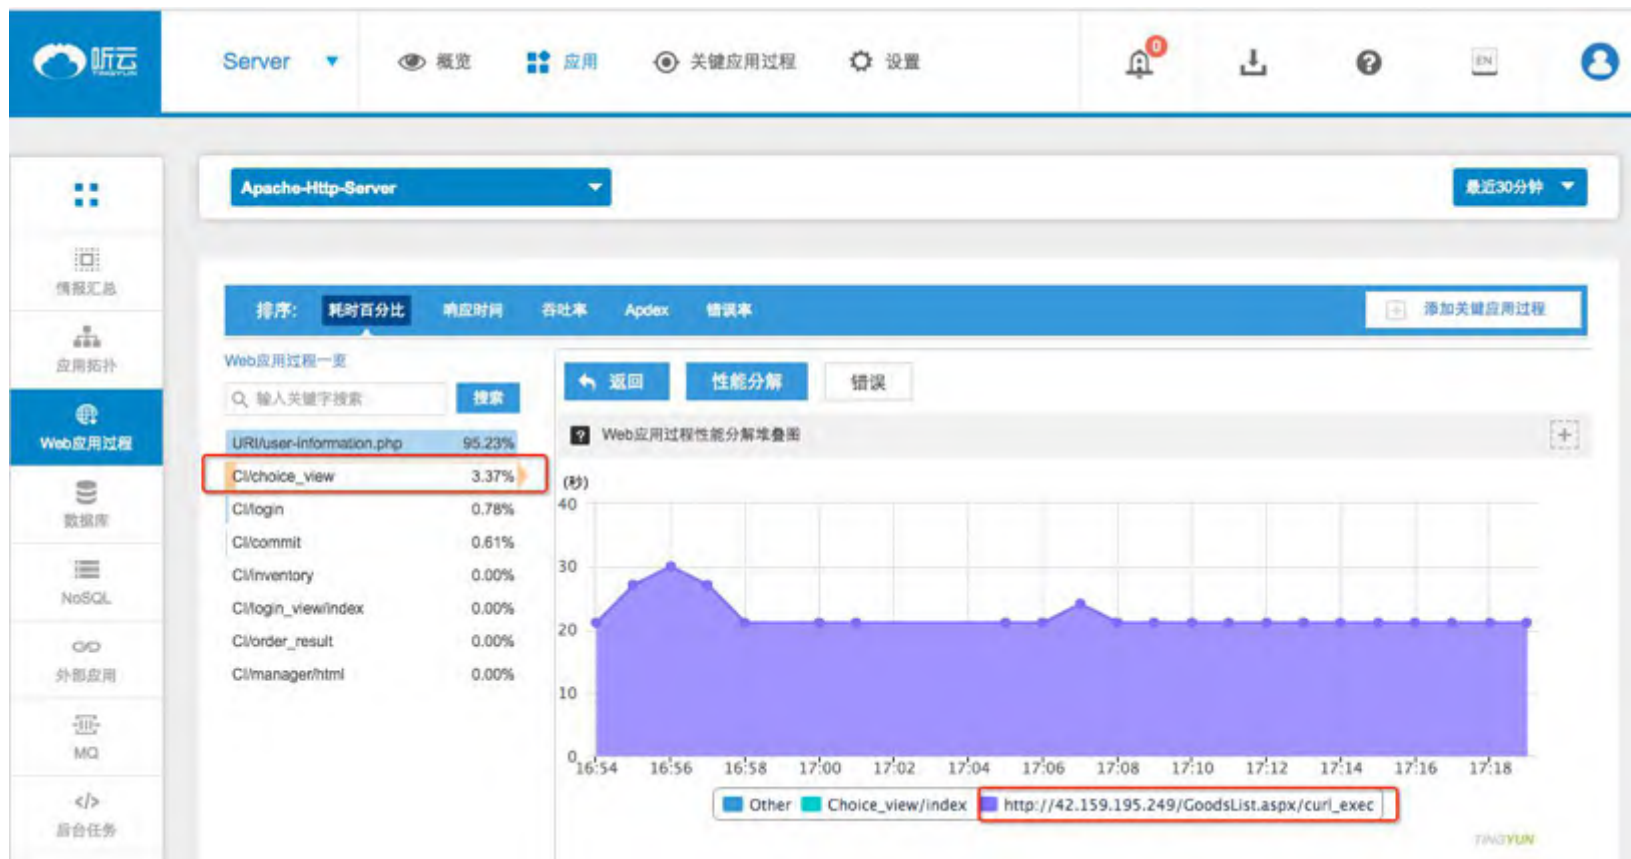 听云
TINGYUN
Server
概览
应用
关键应用过程
设置
0
EN
Apache-Http-Server
最近30分钟
情报汇总
应用拓扑
Web应用过程
数据库
NoSQL
外部应用
MQ
</>
后台任务
排序: 耗时百分比 响应时间 吞吐率 Apdex 错误率
添加关键应用过程
Web应用过程一览
输入关键字搜索 搜索
URI/user-information.php 95.23%
CI/choice_view 3.37%
CI/login 0.78%
CI/commit 0.61%
CI/inventory 0.00%
CI/login_view/index 0.00%
CI/order_result 0.00%
CI/manager/html 0.00%
返回 性能分解 错误
? Web应用过程性能分解堆叠图
(秒)
40
30
20
10
0
16:54 16:56 16:58 17:00 17:02 17:04 17:06 17:08 17:10 17:12 17:14 17:16 17:18
Other Choice_view/index http://42.159.195.249/GoodsList.aspx/curl_exec
TINGYUN